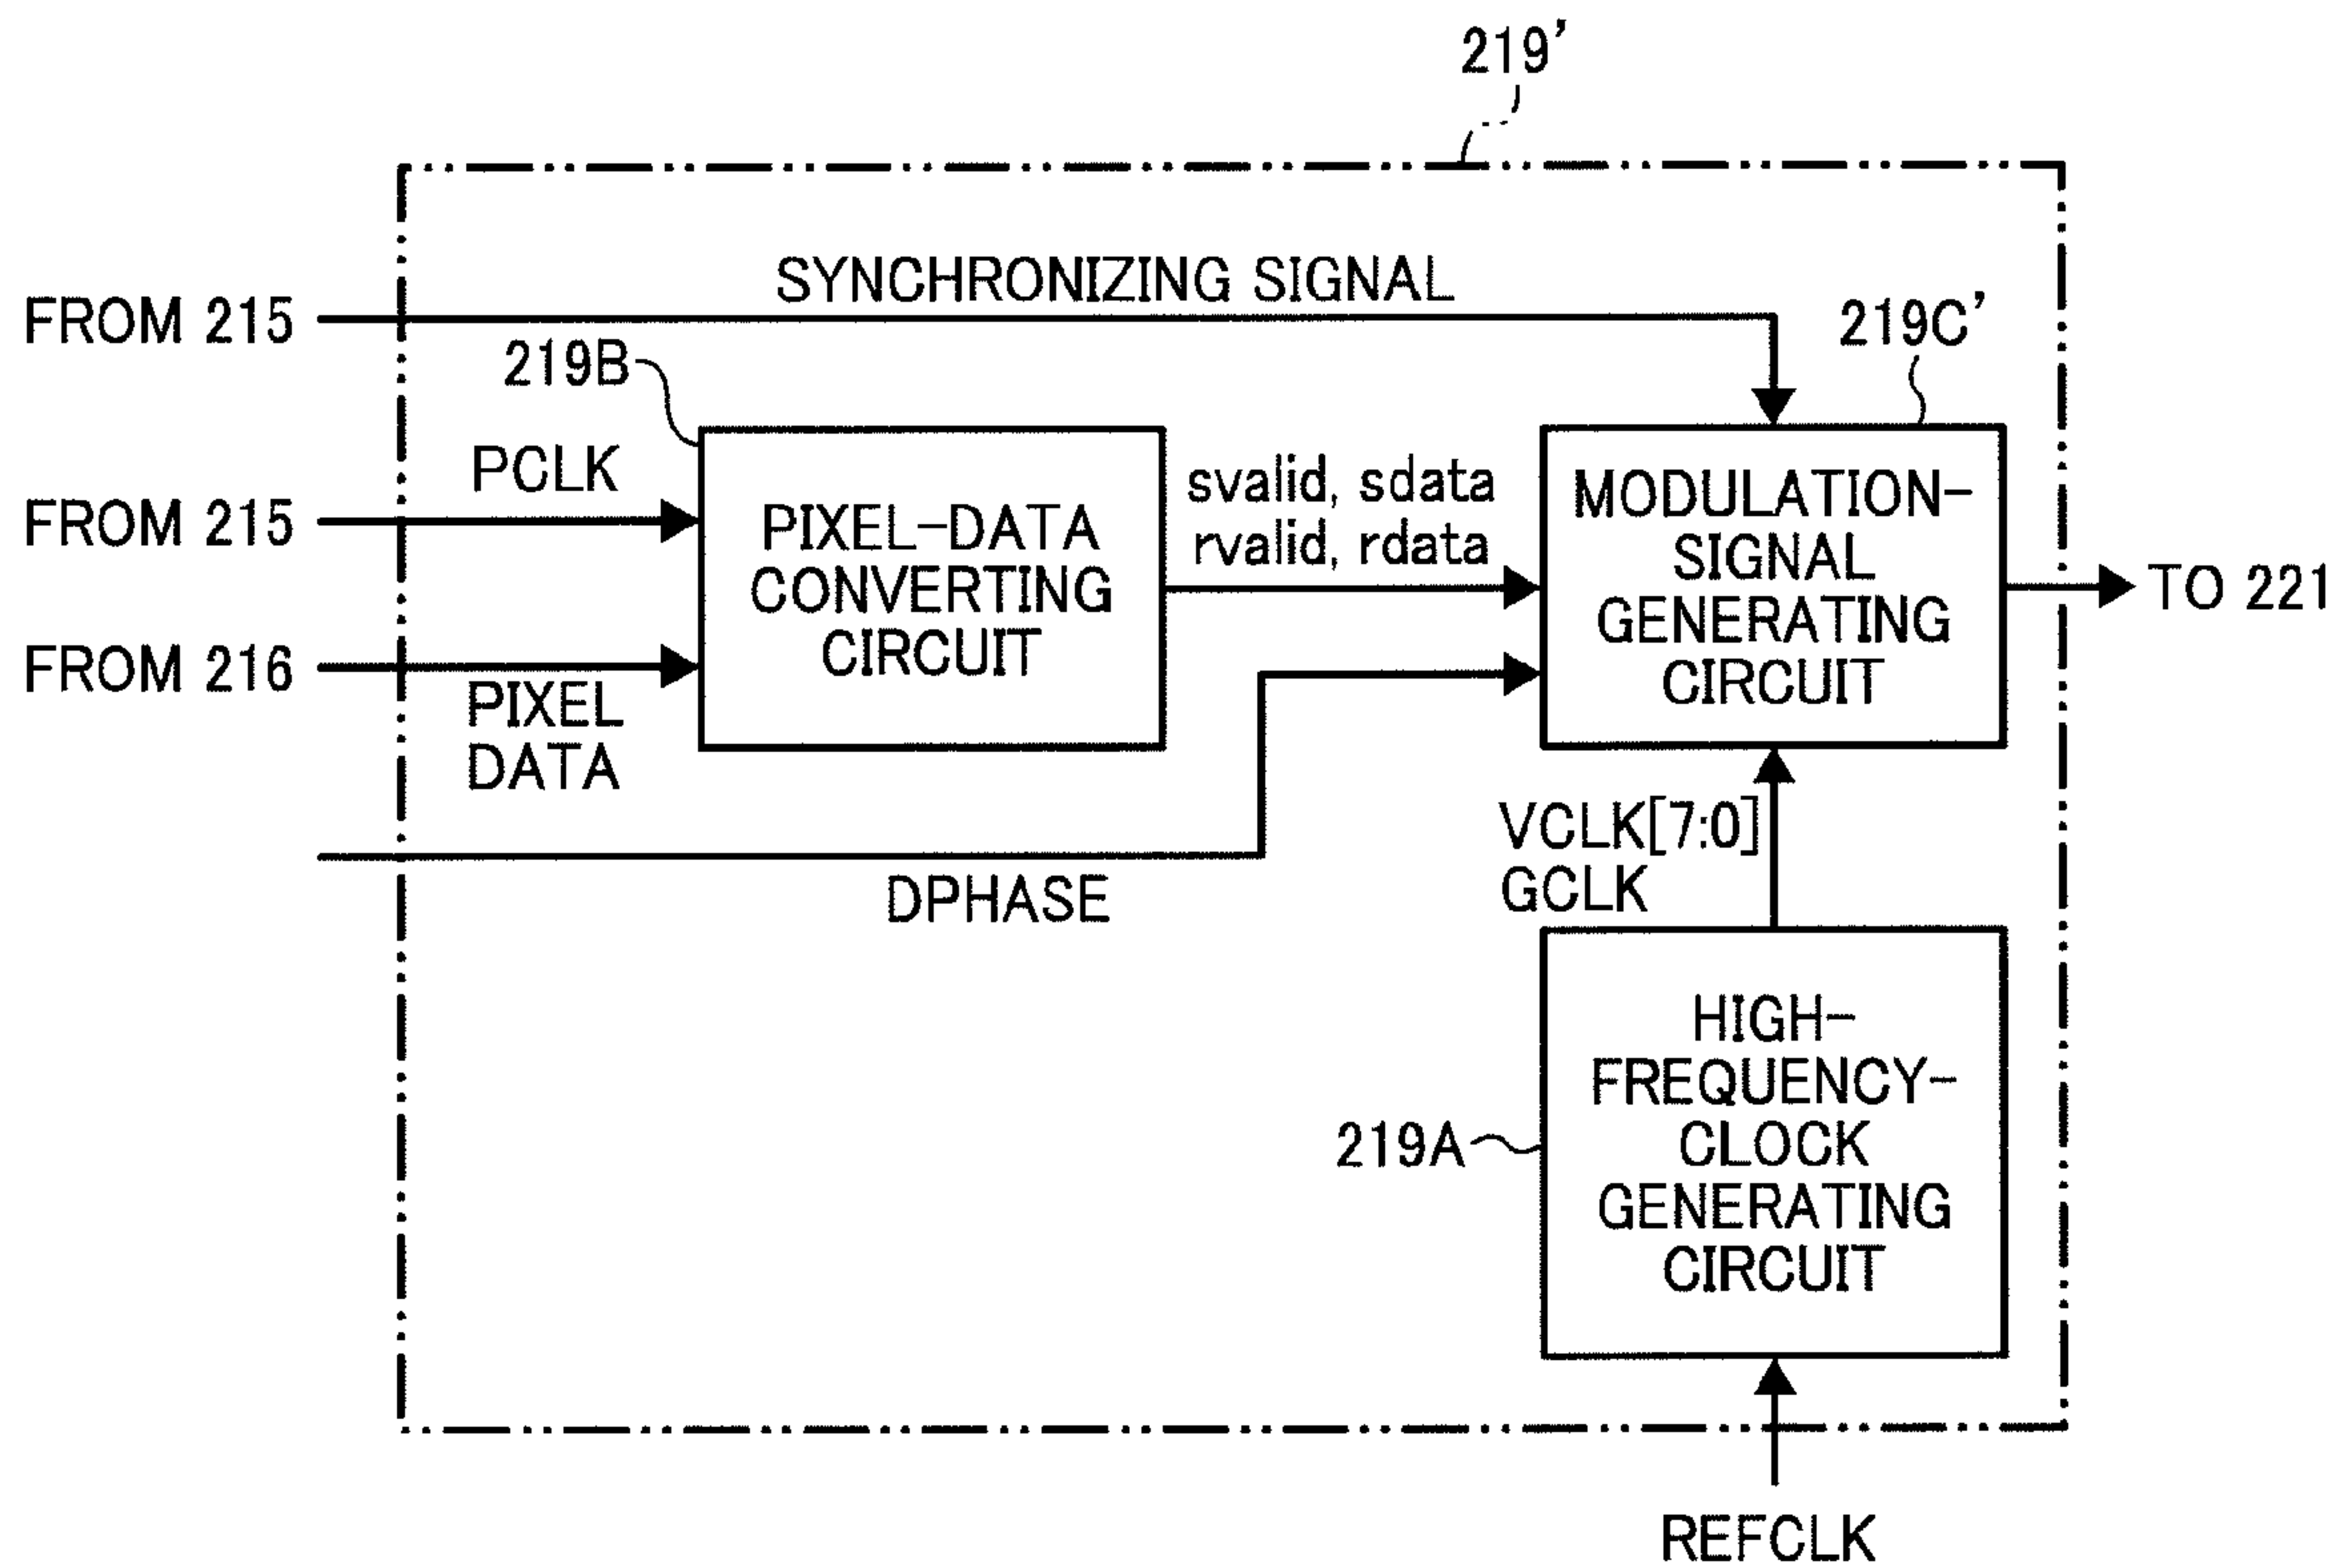 219'
SYNCHRONIZING SIGNAL
FROM 215
219C'
219B
PCLK
FROM 215
svalid, sdata
rvalid, rdata
PIXEL-DATA
CONVERTING
CIRCUIT
MODULATION-
SIGNAL
GENERATING
CIRCUIT
TO 221
FROM 216
PIXEL
DATA
DPHASE
VCLK[7:0]
GCLK
219A
HIGH-
FREQUENCY-
CLOCK
GENERATING
CIRCUIT
REFCLK